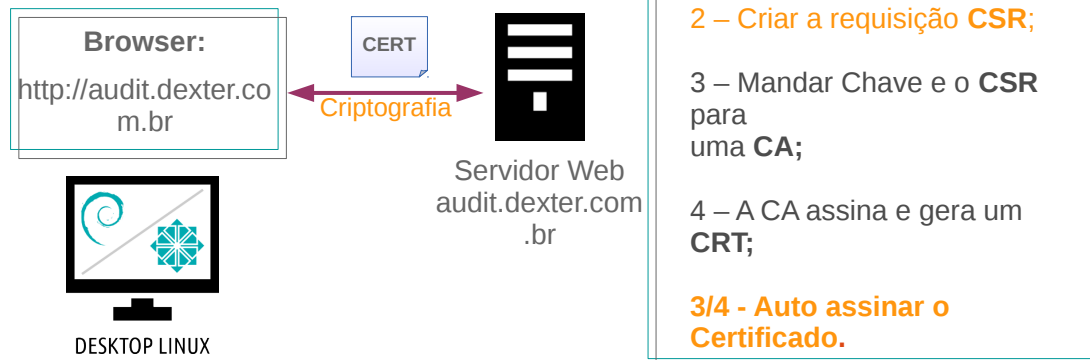 Browser:
http://audit.dexter.co
m.br
CERT
Criptografia
Servidor Web
audit.dexter.com
.br
DESKTOP LINUX
2 – Criar a requisição CSR;
3 – Mandar Chave e o CSR
para
uma CA;
4 – A CA assina e gera um
CRT;
3/4 - Auto assinar o
Certificado.